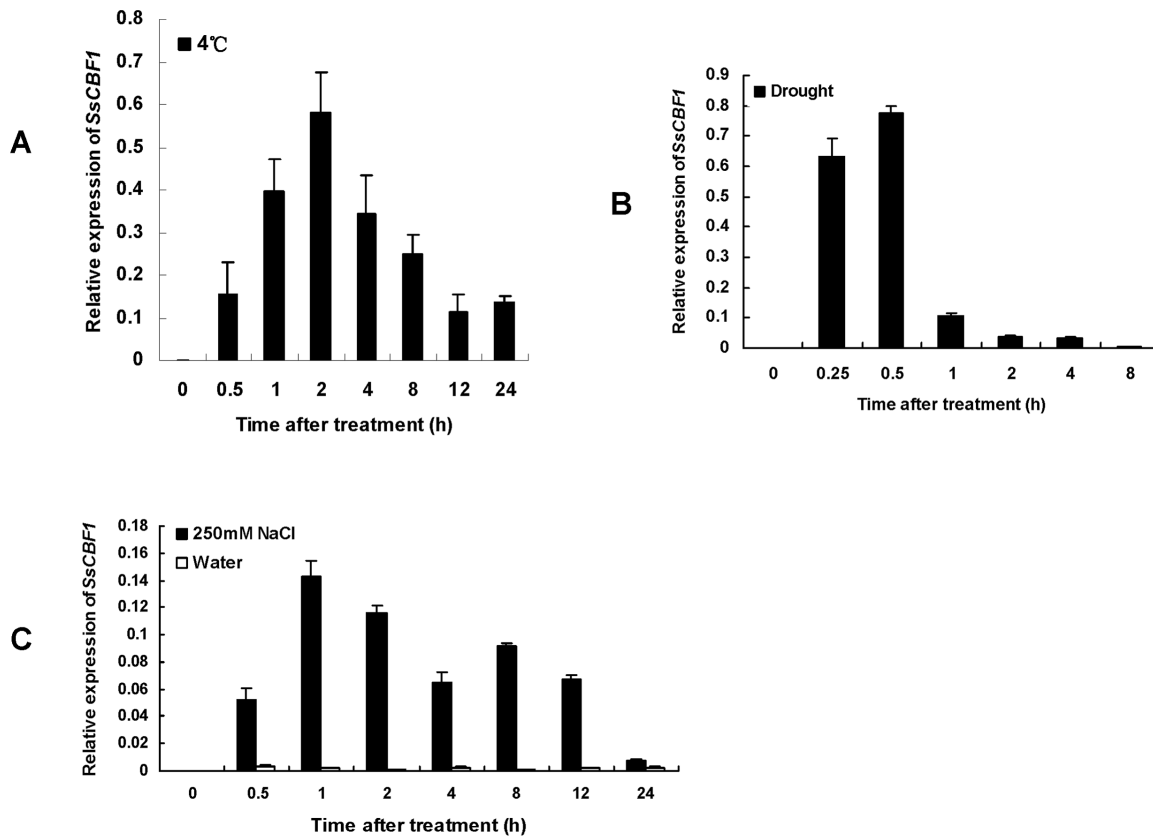 A
Relative expression of SsCBF1
0.8
0.7
0.6
0.5
0.4
0.3
0.2
0.1
0
4℃
0 0.5 1 2 4 8 12 24
Time after treatment (h)
B
Relative expression of SsCBF1
0.9
0.8
0.7
0.6
0.5
0.4
0.3
0.2
0.1
0
Drought
0 0.25 0.5 1 2 4 8
Time after treatment (h)
C
Relative expression of SsCBF1
0.18
0.16
0.14
0.12
0.1
0.08
0.06
0.04
0.02
0
250mM NaCl
Water
0 0.5 1 2 4 8 12 24
Time after treatment (h)